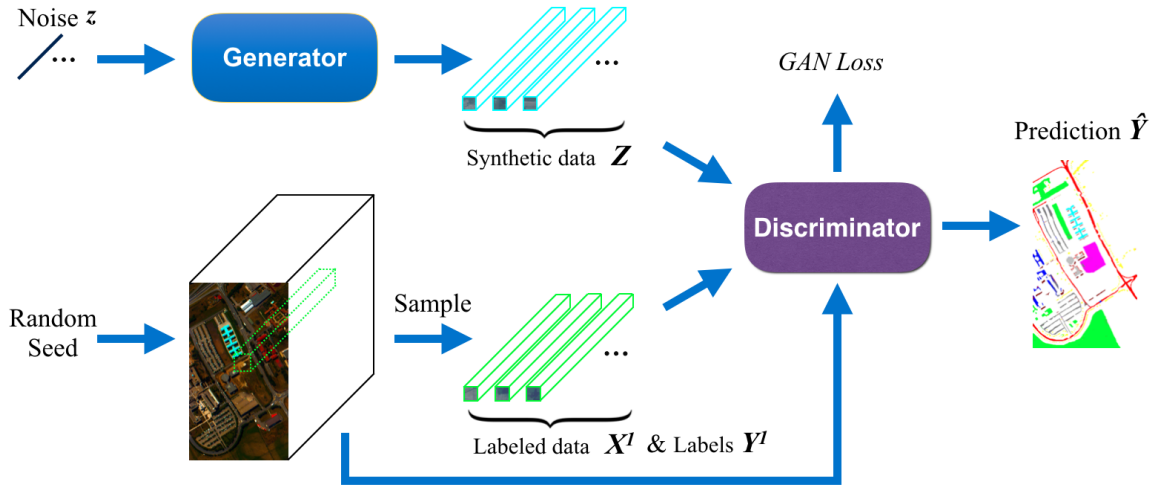 Noise z
...
Generator
...
Synthetic data Z
GAN Loss
Prediction Ŷ
Discriminator
Random
Seed
Sample
...
Labeled data X¹ & Labels Y¹